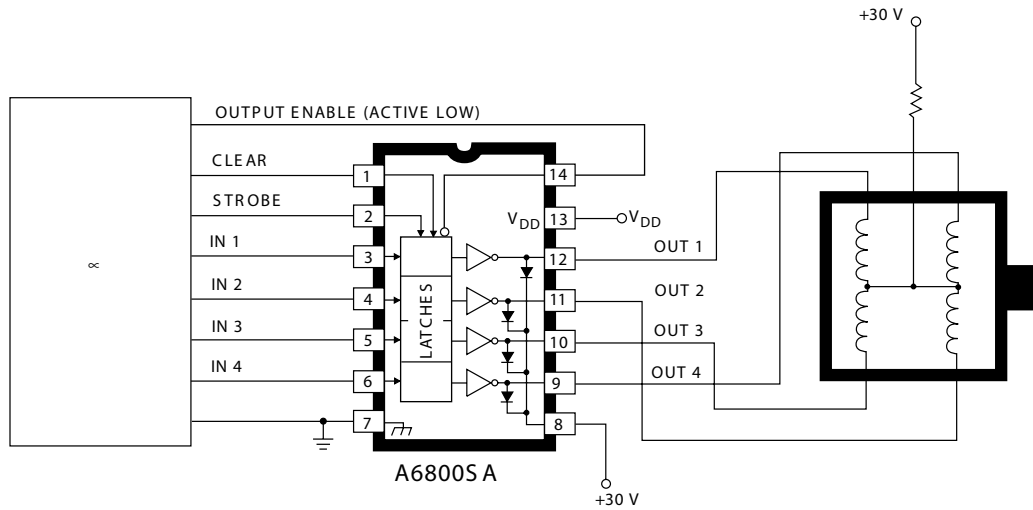 +30 V
OUTPUT ENABLE (ACTIVE LOW)
CLEAR
1
14
STROBE
2
VDD
13
VDD
IN 1
3
12
OUT 1
∝
IN 2
4
LATCHES
11
OUT 2
IN 3
5
10
OUT 3
IN 4
6
9
OUT 4
7
8
A6800SA
+30 V